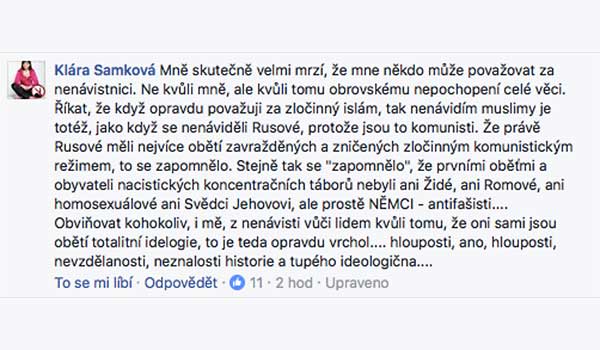 Klára Samková Mně skutečně velmi mrzí, že mne někdo může považovat za
nenávistnici. Ne kvůli mně, ale kvůli tomu obrovskému nepochopení celé věci.
Říkat, že když opravdu považuji za zločinný islám, tak nenávidím muslimy je
totéž, jako když se nenáviděli Rusové, protože jsou to komunisti. Že právě
Rusové měli nejvíce obětí zavražděných a zničených zločinným komunistickým
režimem, to se zapomnělo. Stejně tak se "zapomnělo", že prvními oběťmi a
obyvateli nacistických koncentračních táborů nebyli ani Židé, ani Romové, ani
homosexuálové ani Svědci Jehovovi, ale prostě NĚMCI - antifašisti....
Obviňovat kohokoliv, i mě, z nenávisti vůči lidem kvůli tomu, že oni sami jsou
obětí totalitní idelogie, to je teda opravdu vrchol.... hlouposti, ano, hlouposti,
nevzdělanosti, neznalosti historie a tupého ideologična....
To se mi líbí · Odpovědět · 11 · 2 hod · Upraveno